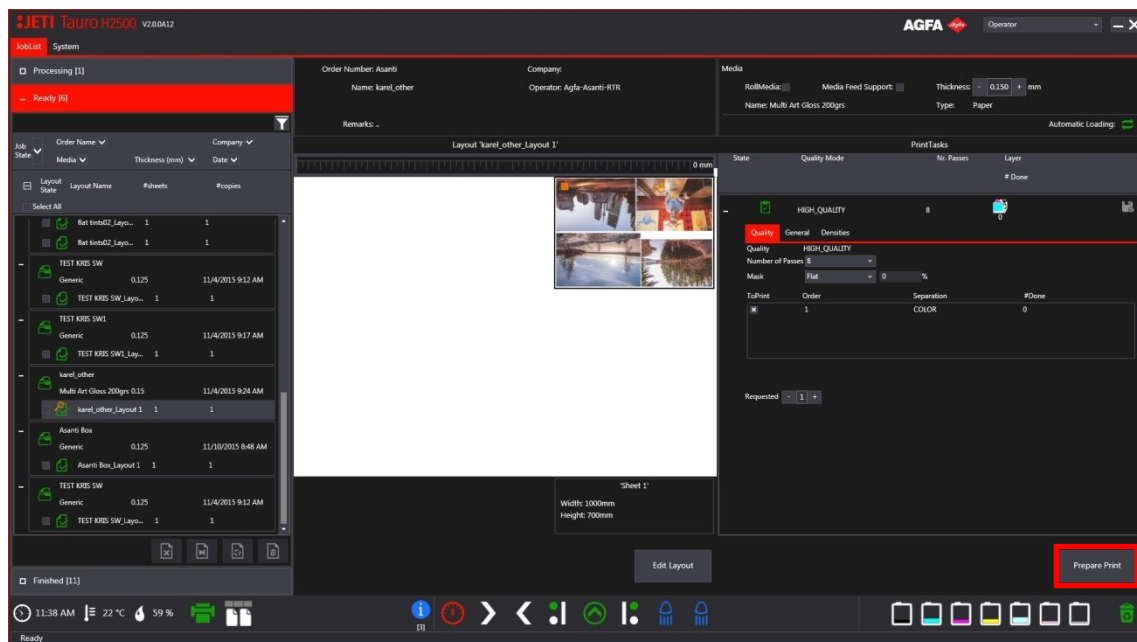 JETI Tauro H2500 V2.0.0A12
AGFA
Operator
JobList System
Processing [1]
Ready [6]
Job State
Order Name
Company
Media
Thickness (mm)
Date
Layout State
Layout Name
#sheets
#copies
Select All
flat tints02_Layo... 1 1
flat tints02_Layo... 1 1
TEST KRIS SW
Generic 0.125 11/4/2015 9:12 AM
TEST KRIS SW_Layo... 1 1
TEST KRIS SW1
Generic 0.125 11/4/2015 9:17 AM
TEST KRIS SW1_Lay... 1 1
karel_other
Multi Art Gloss 200grs 0.15 11/4/2015 9:24 AM
karel_other_Layout 1 1 1
Asanti Box
Generic 0.125 11/10/2015 8:48 AM
Asanti Box_Layout 1 1 1
TEST KRIS SW
Generic 0.125 11/4/2015 9:12 AM
TEST KRIS SW_Layo... 1 1
Finished [11]
Order Number: Asanti Company:
Name: karel_other Operator: Agfa-Asanti-RTR
Remarks: ..
Layout 'karel_other_Layout 1'
0 mm
'Sheet 1'
Width: 1000mm
Height: 700mm
Edit Layout
Media
RollMedia: Media Feed Support: Thickness: - 0.150 + mm
Name: Multi Art Gloss 200grs Type: Paper
Automatic Loading:
PrintTasks
State Quality Mode Nr. Passes Layer
# Done
HIGH_QUALITY 8
0
Quality General Densities
Quality HIGH_QUALITY
Number of Passes 8
Mask Flat 0 %
ToPrint Order Separation #Done
1 COLOR 0
Requested - 1 +
Prepare Print
11:38 AM 22 °C 59 %
[3]
Ready